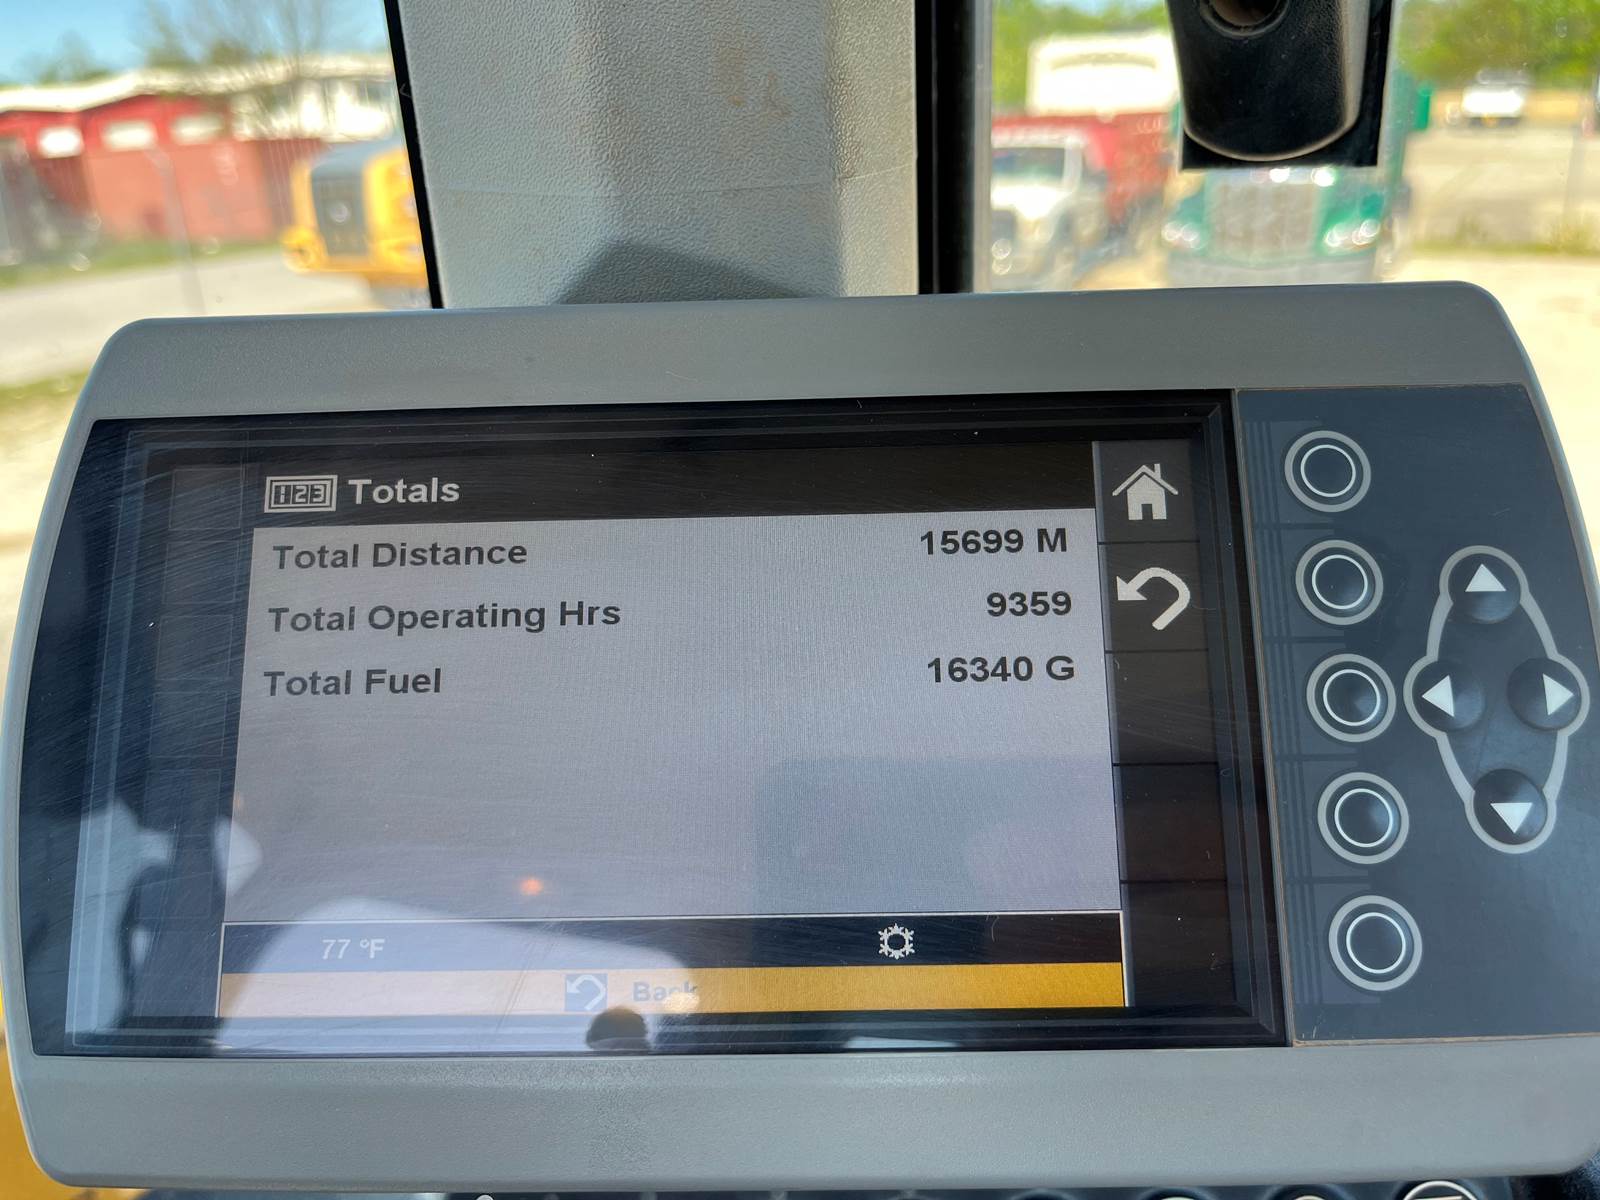 123 Totals
Total Distance 15699 M
Total Operating Hrs 9359
Total Fuel 16340 G
77 °F
Back